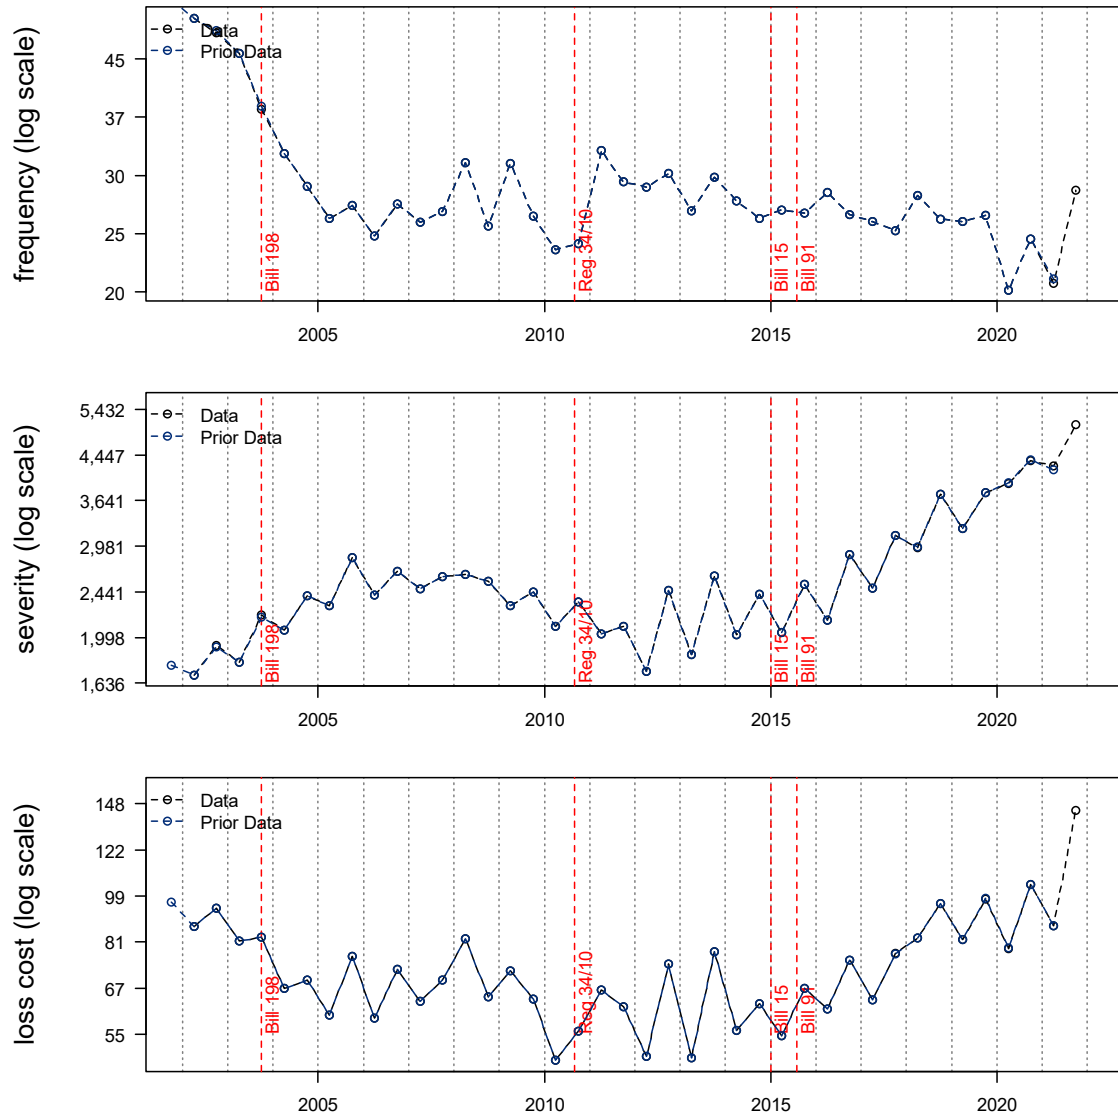 frequency (log scale)
45
37
30
25
20
Data
Prior Data
Bill 198
Reg 34/10
Bill 15
Bill 91
2005
2010
2015
2020
severity (log scale)
5,432
4,447
3,641
2,981
2,441
1,998
1,636
Data
Prior Data
Bill 198
Reg 34/10
Bill 15
Bill 91
2005
2010
2015
2020
loss cost (log scale)
148
122
99
81
67
55
Data
Prior Data
Bill 198
Reg 34/10
Bill 15
Bill 91
2005
2010
2015
2020